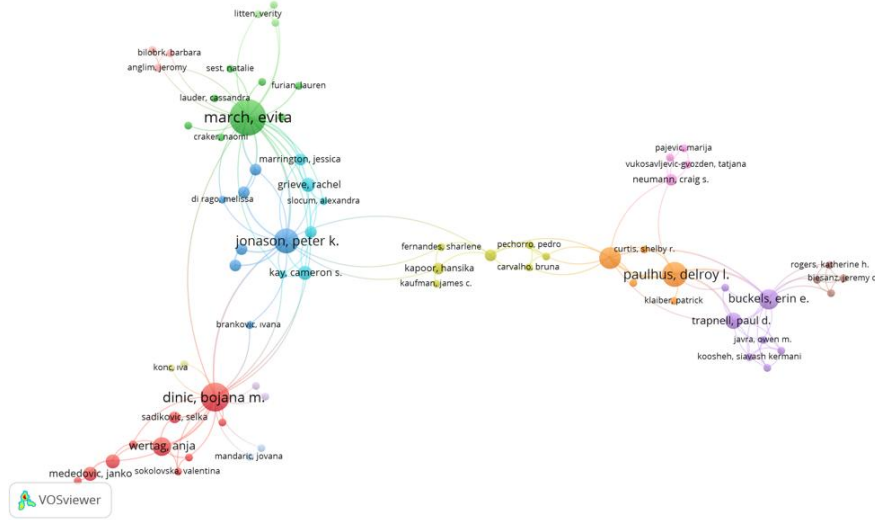 litten, verity
bilobrk, barbara
anglim, jeromy
sest, natalie
furian, lauren
lauder, cassandra
march, evita
craker, naomi
marrington, jessica
grieve, rachel
di rago, melissa
slocum, alexandra
jonason, peter k.
kay, cameron s.
brankovic, ivana
fernandes, sharlene
pechorro, pedro
kapoor, hansika
carvalho, bruna
kaufman, james c.
pajevic, marija
vukosavljevic-gvozden, tatjana
neumann, craig s.
curtis, shelby r.
paulhus, delroy l.
klaiber, patrick
rogers, katherine h.
biesanz, jeremy c
buckels, erin e.
trapnell, paul d.
javra, owen m.
koosheh, siavash kermani
konc, iva
dinic, bojana m.
sadikovic, selka
wertag, anja
mandaric, jovana
mededovic, janko
sokolovska, valentina
VOSviewer